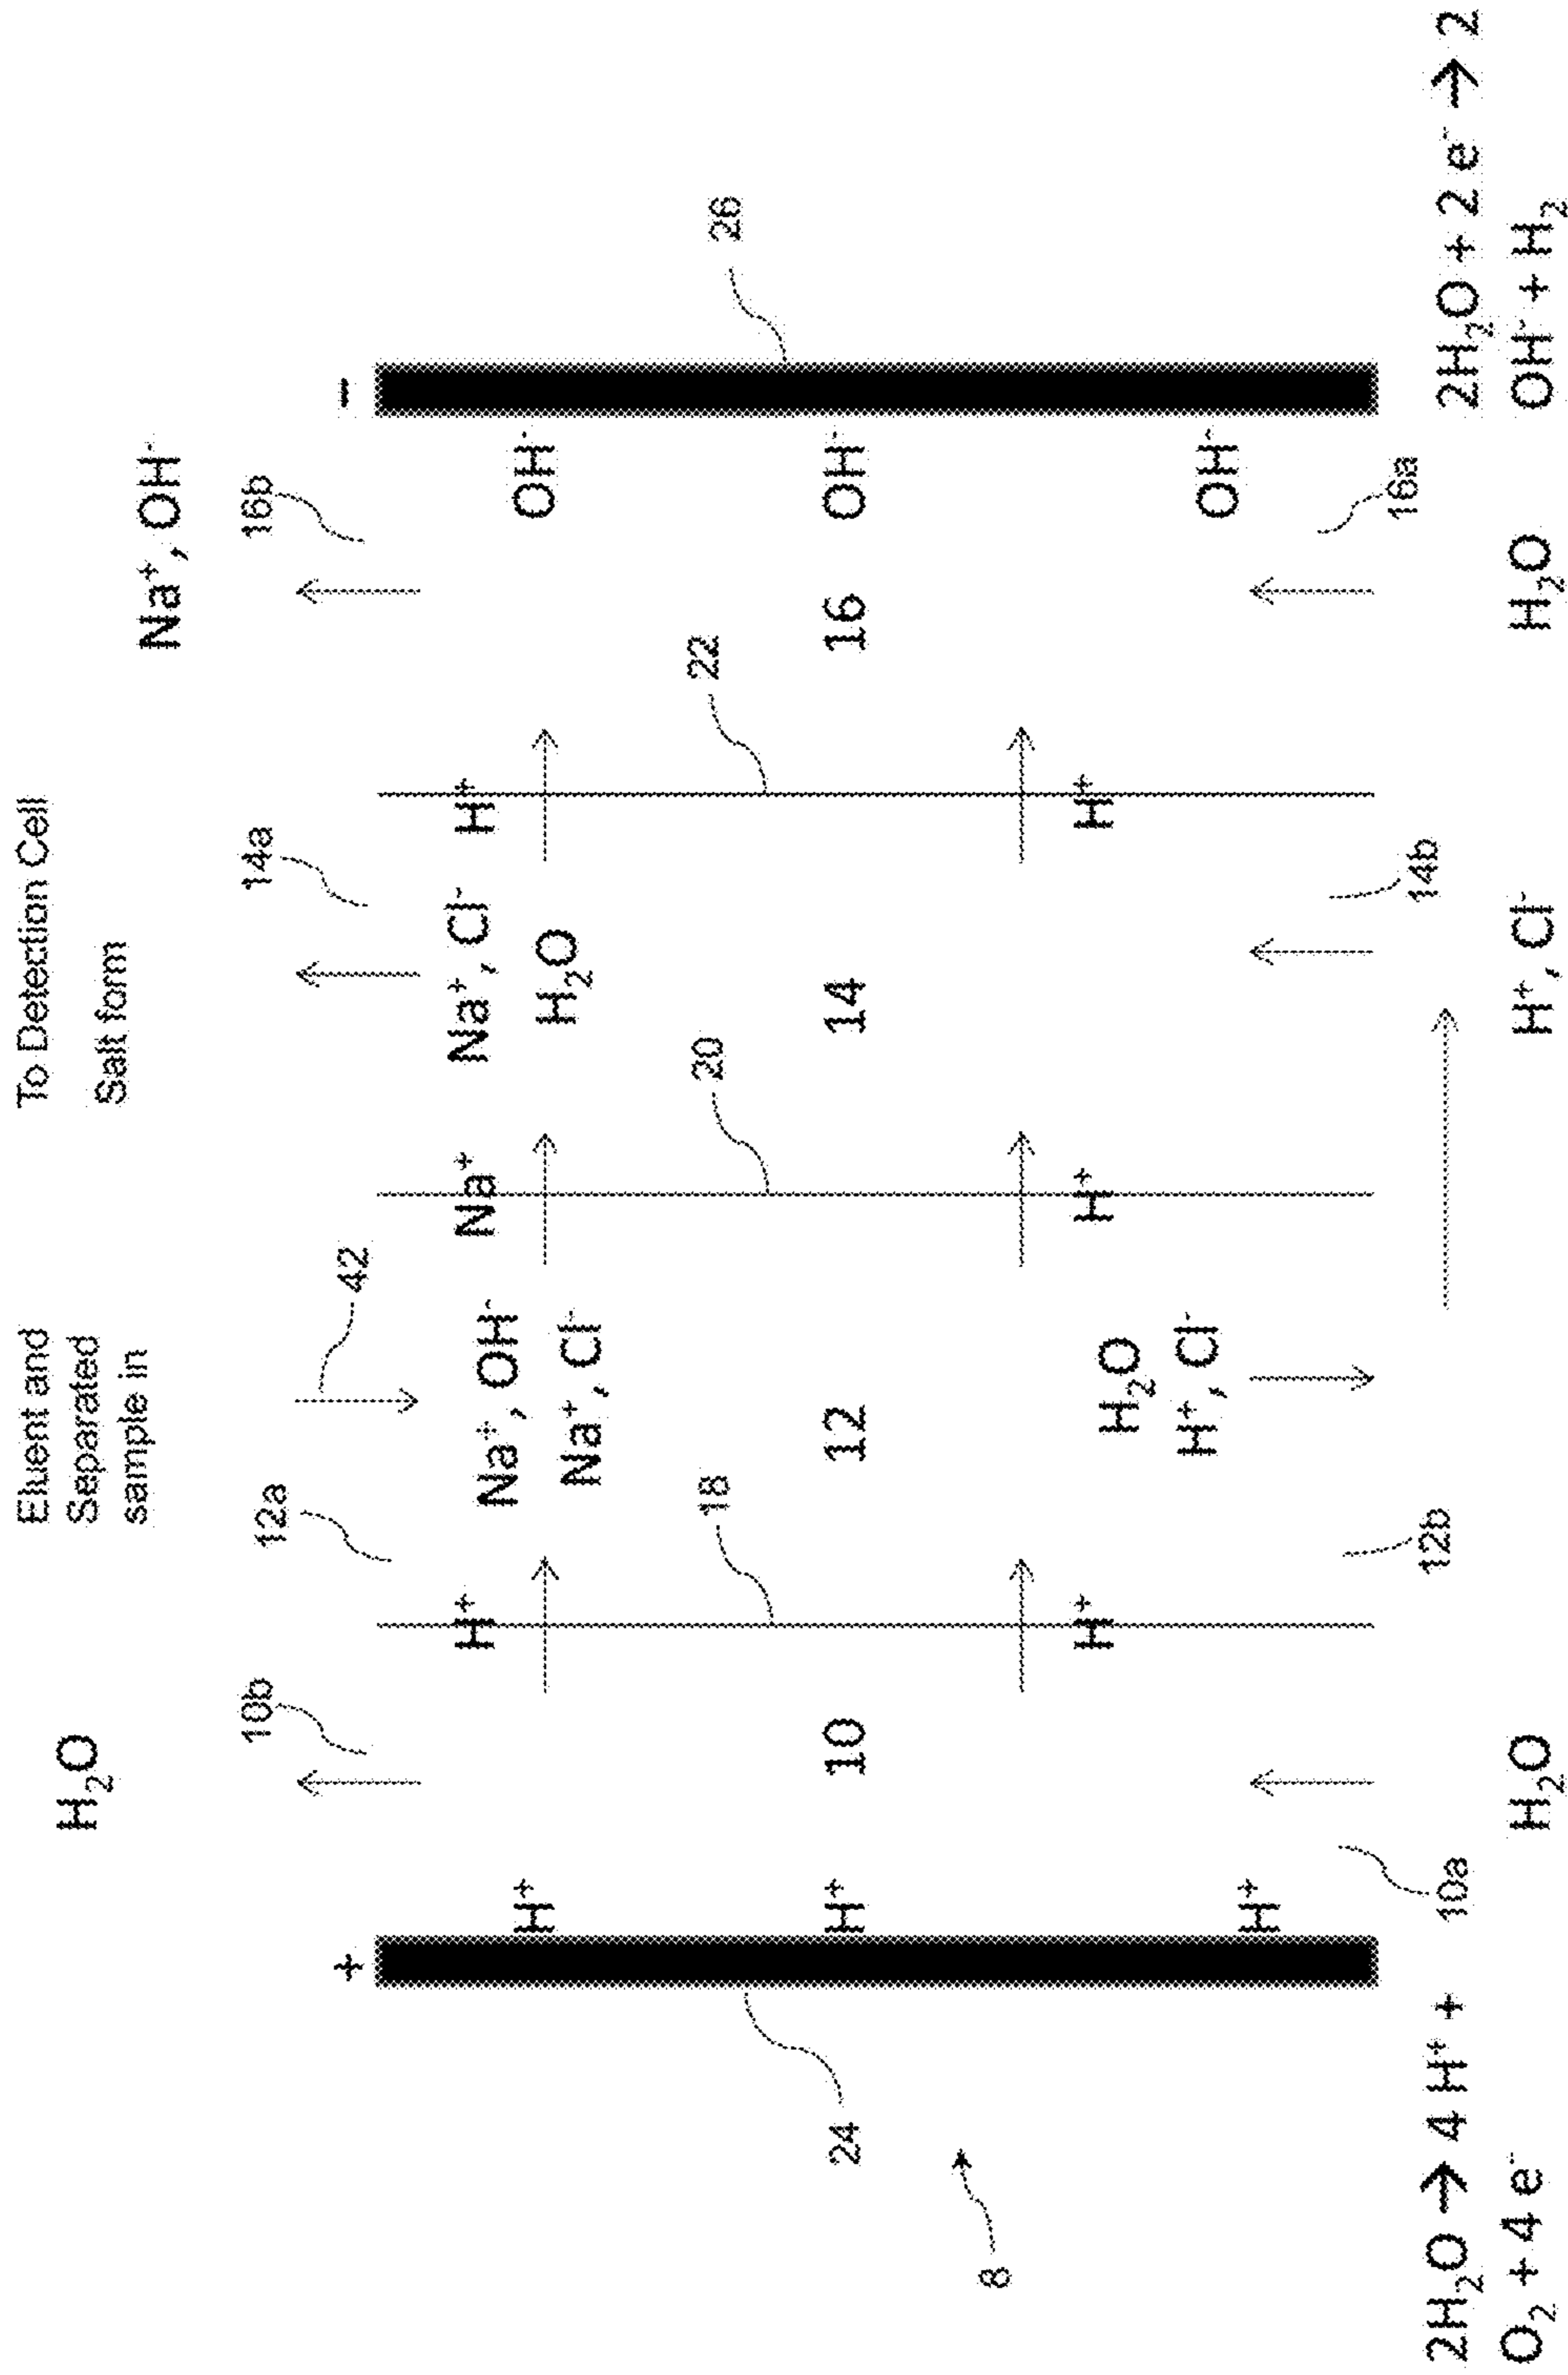 H₂O
Eluent and
Separated
sample in
To Detection Cell
Salt form
Na⁺, OH⁻
10b
12a
42
14a
16b
+
−
H⁺
H⁺
Na⁺, OH⁻
Na⁺, Cl⁻
Na⁺
Na⁺, Cl⁻
H₂O
H⁺
OH⁻
24
18
20
22
26
H⁺
10
12
14
16
OH⁻
8
H⁺
H⁺
H₂O
H⁺, Cl⁻
H⁺
H⁺
OH⁻
10a
12b
14b
16a
2H₂O → 4 H⁺ +
O₂ + 4 e⁻
H₂O
H⁺, Cl⁻
H₂O
2H₂O + 2 e⁻ → 2
OH⁻ + H₂